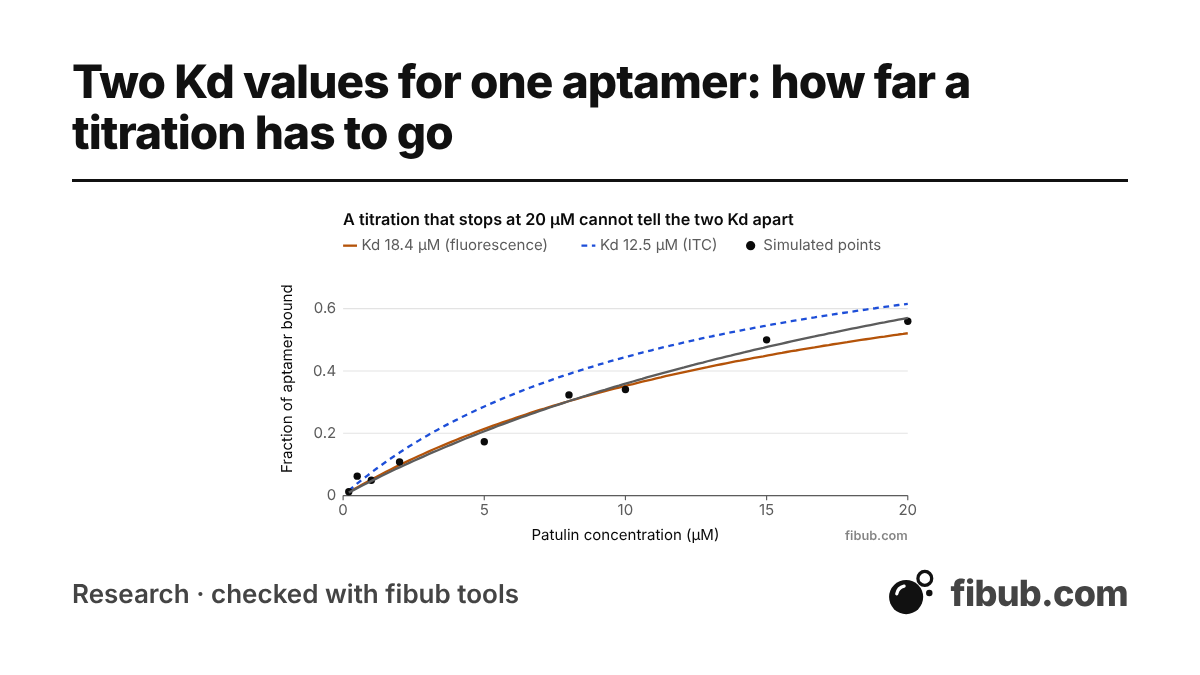 Two Kd values for one aptamer: how far a
titration has to go
A titration that stops at 20 µM cannot tell the two Kd apart
Kd 18.4 µM (fluorescence) Kd 12.5 µM (ITC) Simulated points
Fraction of aptamer bound
0.6
0.4
0.2
0
0 5 10 15 20
Patulin concentration (µM)
fibub.com
Research · checked with fibub tools
fibub.com